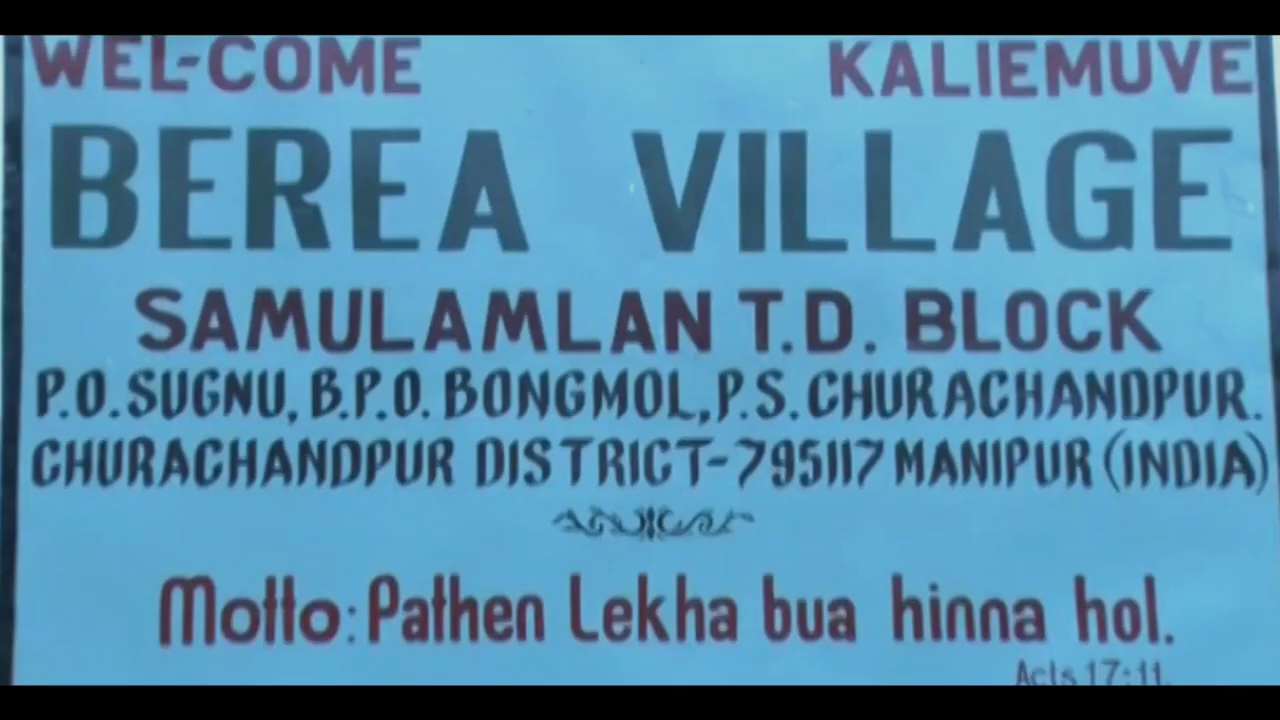 WEL-COME KALIEMUVE
BEREA VILLAGE
SAMULAMLAN T.D. BLOCK
P.O. SUGNU, B.P.O. BONGMOL, P.S. CHURACHANDPUR.
CHURACHANDPUR DISTRICT-795117 MANIPUR (INDIA)
Motto: Pathen Lekha bua hinna hol.
Acts 17:11.